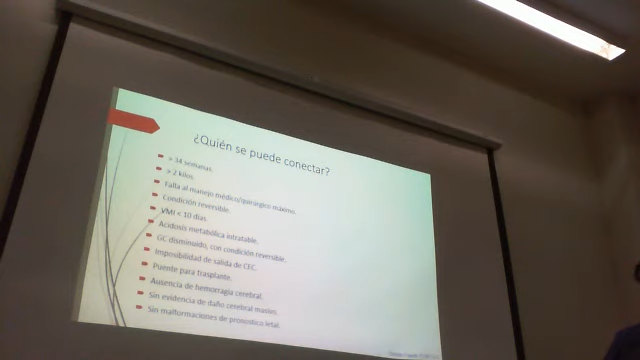 ¿Quién se puede conectar?
> 34 semanas.
> 2 kilos
Falla al manejo médico/quirúrgico máximo.
Condición reversible.
VMI < 10 días.
Acidosis metabólica intratable.
GC disminuido, con condición reversible.
Imposibilidad de salida de CEC.
Puente para trasplante.
Ausencia de hemorragia cerebral.
Sin evidencia de daño cerebral masivo.
Sin malformaciones de pronóstico letal.